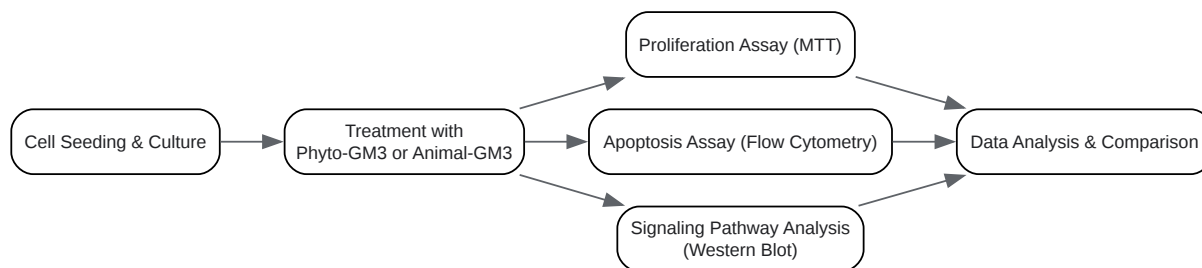 Proliferation Assay (MTT)
Cell Seeding & Culture
Treatment with
Phyto-GM3 or Animal-GM3
Apoptosis Assay (Flow Cytometry)
Data Analysis & Comparison
Signaling Pathway Analysis
(Western Blot)